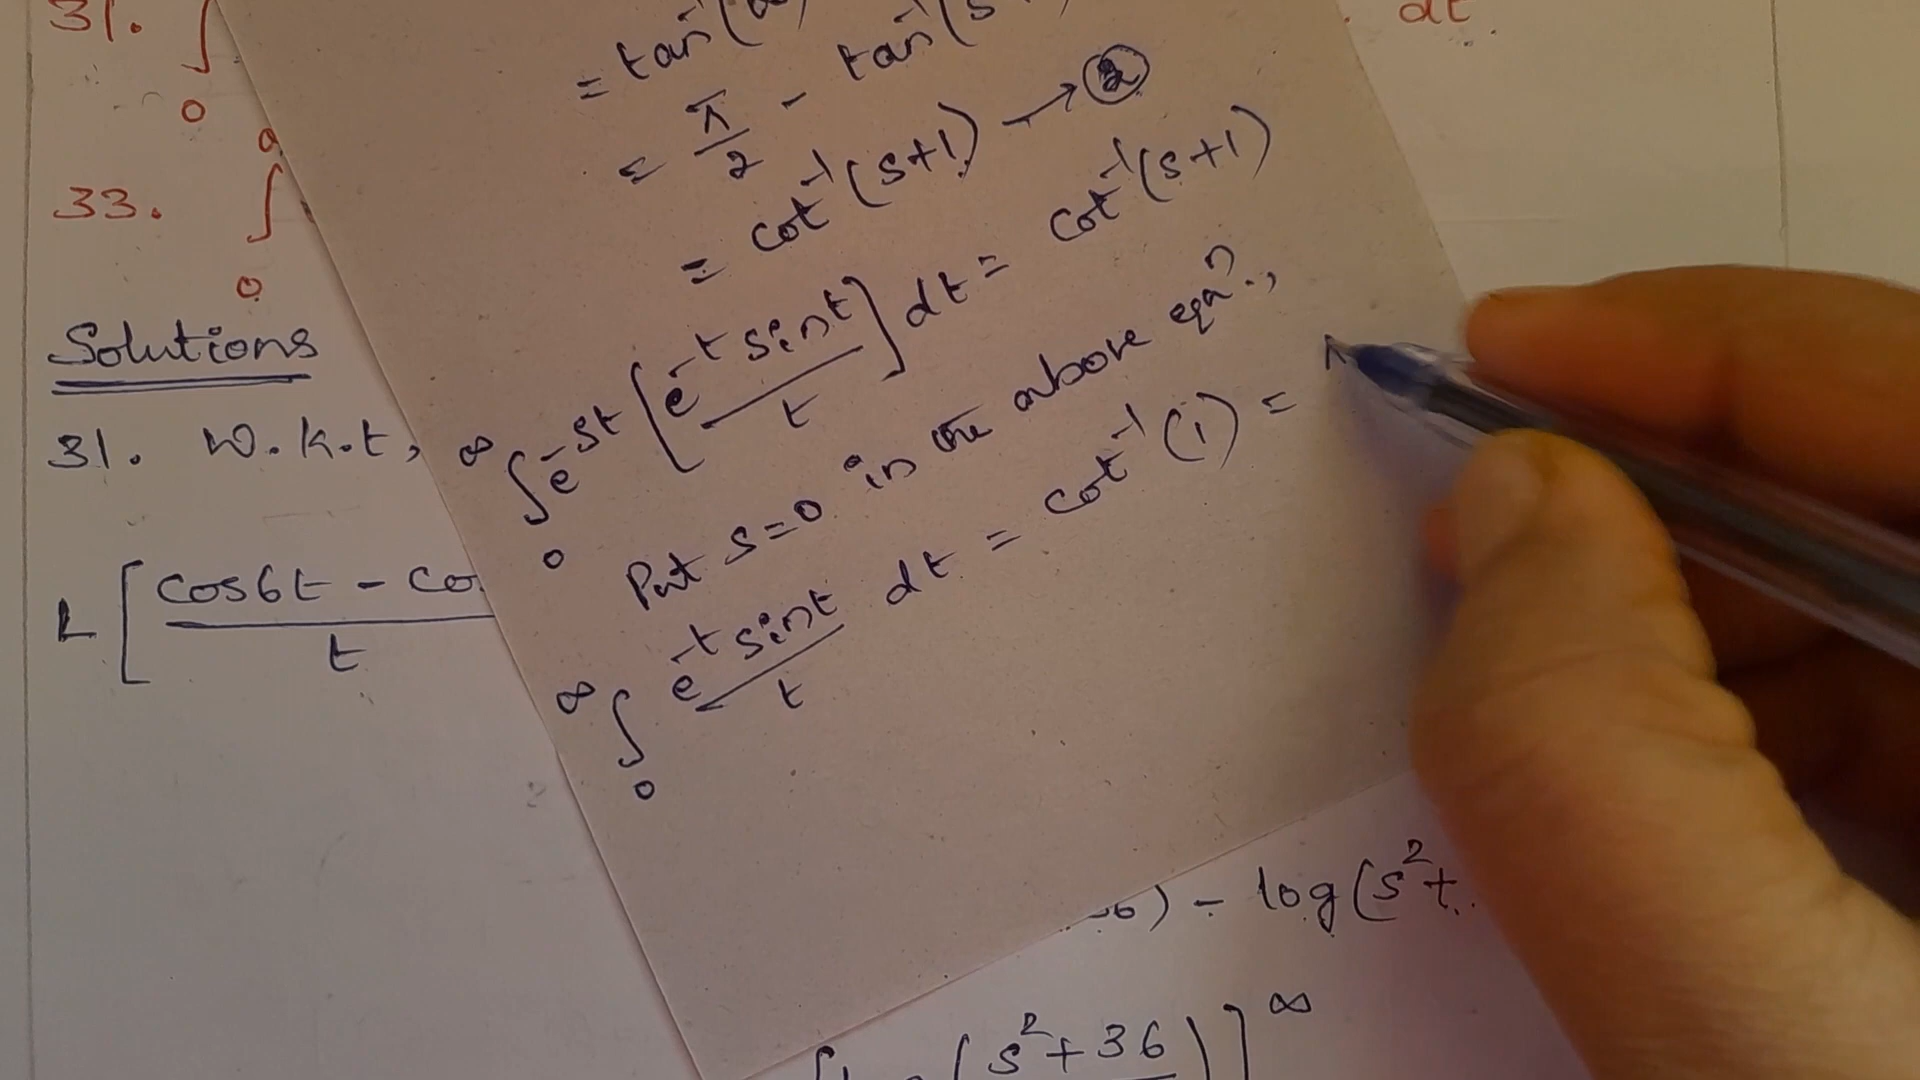 31. ∫ 0 dt.
= tan⁻¹(∞) - tan⁻¹(s
= π/2 -
= cot⁻¹(s+1) → ②
33. ∫ 0
∞∫0 e^-st [e^-t sint / t] dt = cot⁻¹(s+1)
Put s=0 in the above eqn.,
∞∫0 e^-t sint / t dt = cot⁻¹(1) =
Solutions
31. W.k.t,
L[cos6t - co
t
36) - log(s²+
(s²+36)]^∞